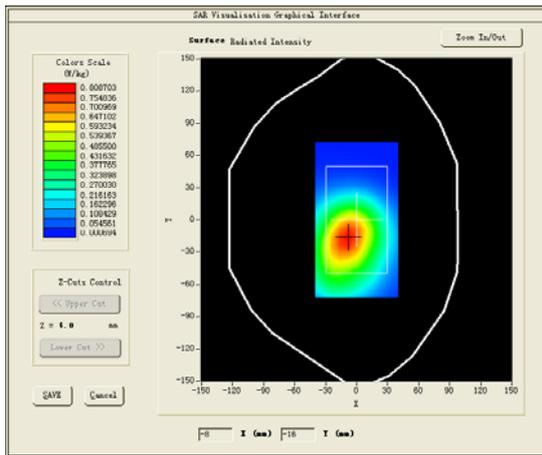 SAR Visualisation Graphical Interface
Surface Radiated Intensity
Zoom In/Out
Colors Scale
(W/kg)
0.808703
0.754836
0.700969
0.647102
0.593234
0.539367
0.485500
0.431632
0.377765
0.323898
0.270030
0.216163
0.162296
0.108429
0.054561
0.000694
150
120
90
60
30
0
-30
-60
-90
-120
-150
Y
-150 -120 -90 -60 -30 0 30 60 90 120 150
X
Z-Cuts Control
<< Upper Cut
Z = 4.0 mm
Lower Cut >>
SAVE Cancel
-8 X (mm) -16 Y (mm)